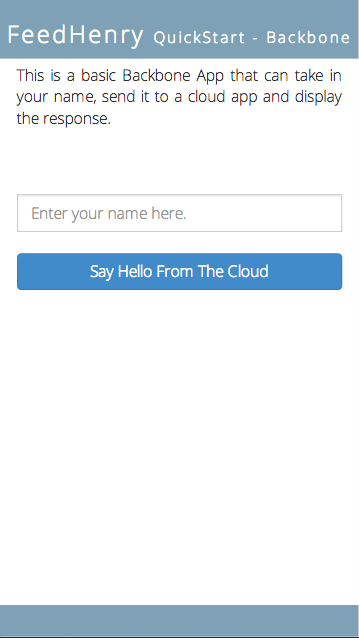 FeedHenry QuickStart - Backbone
This is a basic Backbone App that can take in
your name, send it to a cloud app and display
the response.
Enter your name here.
Say Hello From The Cloud